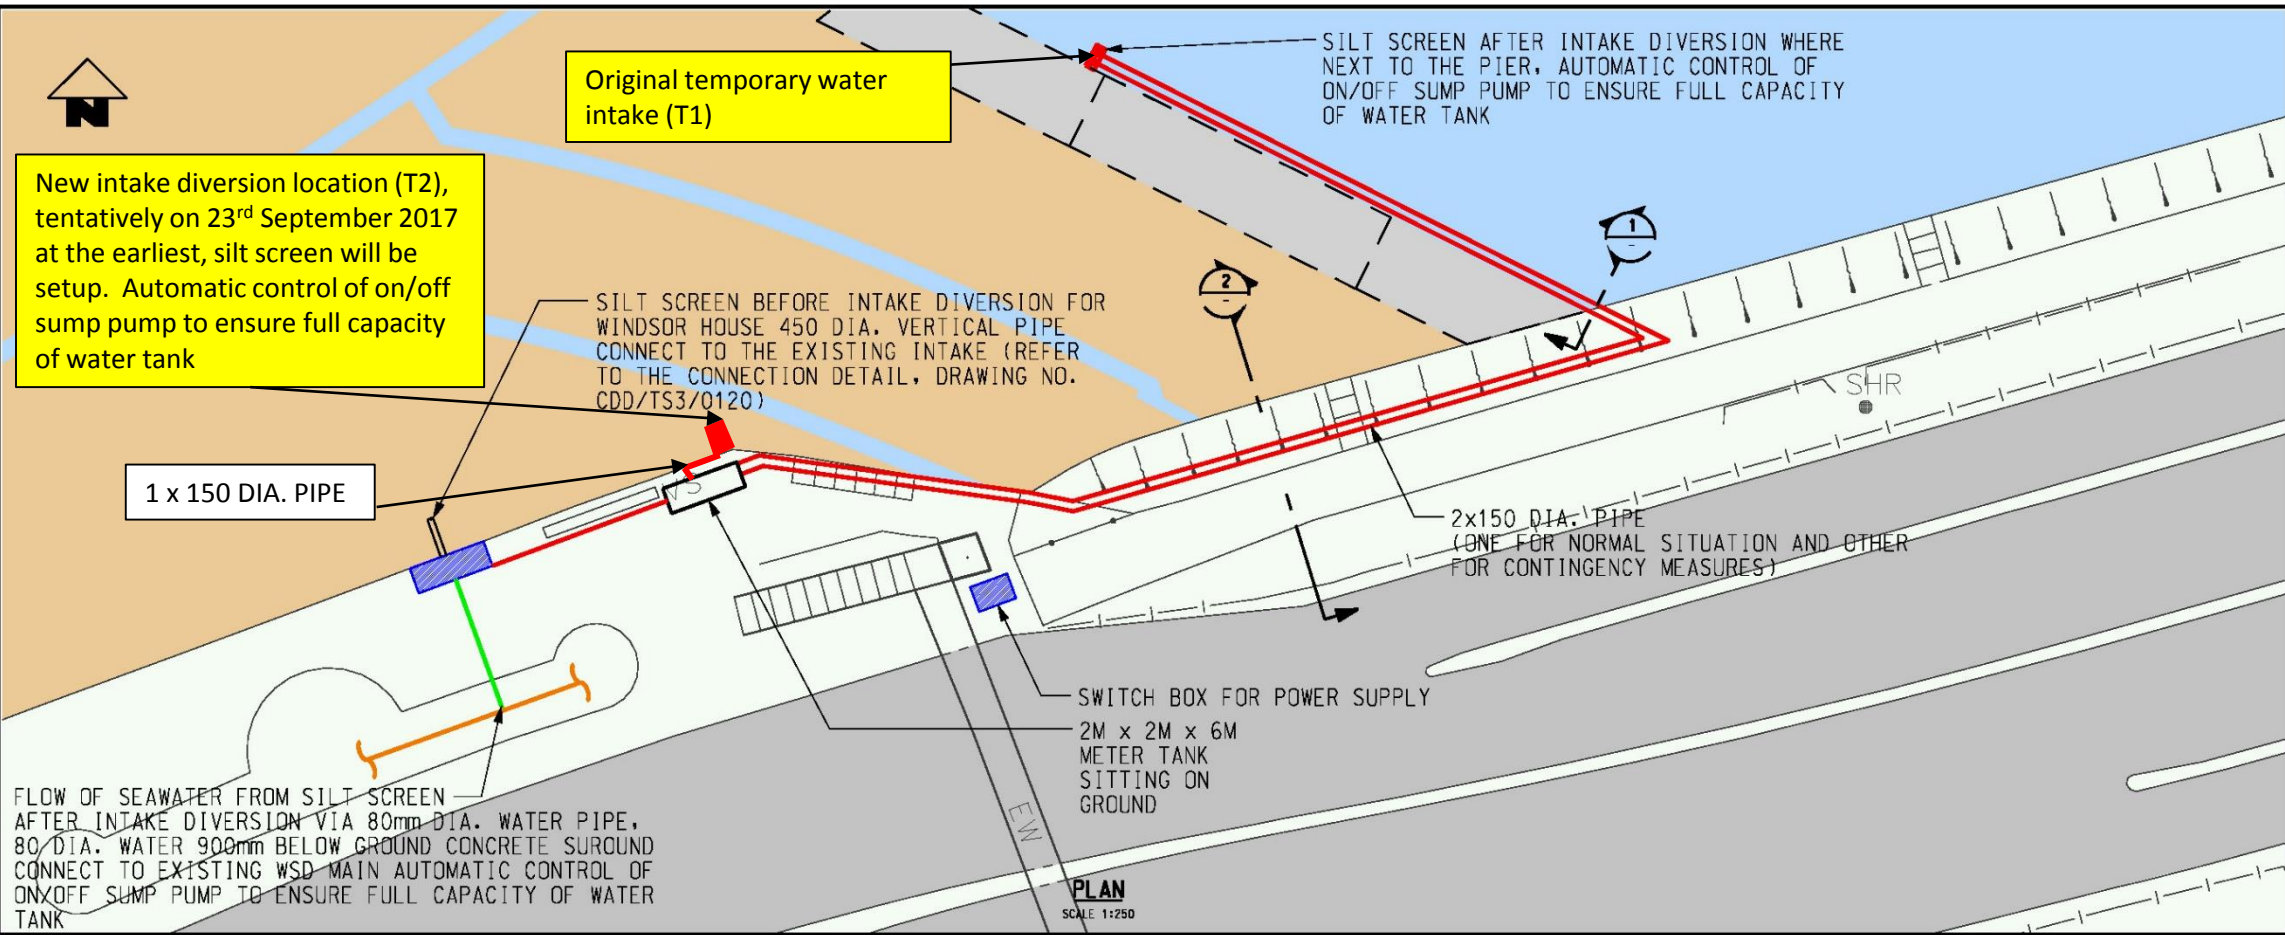 N
Original temporary water
intake (T1)
SILT SCREEN AFTER INTAKE DIVERSION WHERE
NEXT TO THE PIER, AUTOMATIC CONTROL OF
ON/OFF SUMP PUMP TO ENSURE FULL CAPACITY
OF WATER TANK
New intake diversion location (T2),
tentatively on 23rd September 2017
at the earliest, silt screen will be
setup. Automatic control of on/off
sump pump to ensure full capacity
of water tank
1
2
SILT SCREEN BEFORE INTAKE DIVERSION FOR
WINDSOR HOUSE 450 DIA. VERTICAL PIPE
CONNECT TO THE EXISTING INTAKE (REFER
TO THE CONNECTION DETAIL, DRAWING NO.
CDD/TS3/0120)
SHR
1 x 150 DIA. PIPE
2x150 DIA. PIPE
(ONE FOR NORMAL SITUATION AND OTHER
FOR CONTINGENCY MEASURES)
SWITCH BOX FOR POWER SUPPLY
2M x 2M x 6M
METER TANK
SITTING ON
GROUND
FLOW OF SEAWATER FROM SILT SCREEN
AFTER INTAKE DIVERSION VIA 80mm DIA. WATER PIPE,
80 DIA. WATER 900mm BELOW GROUND CONCRETE SUROUND
CONNECT TO EXISTING WSD MAIN AUTOMATIC CONTROL OF
ON/OFF SUMP PUMP TO ENSURE FULL CAPACITY OF WATER
TANK
EW
PLAN
SCALE 1:250